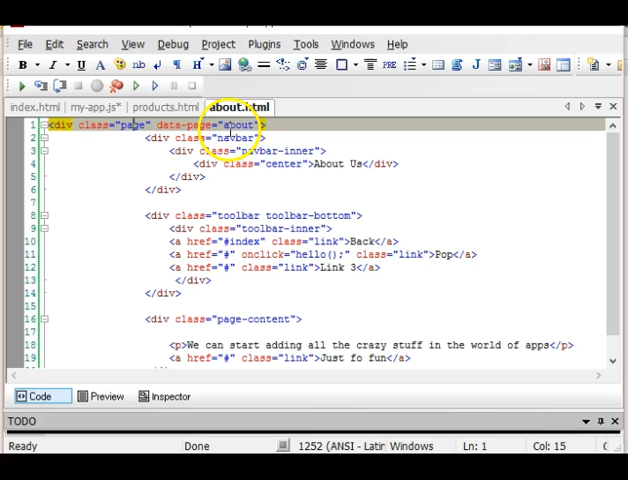 File Edit Search View Debug Project Plugins Tools Windows Help
B I U nb H PRE
index.html my-app.js* products.html about.html
1 <div class="page" data-page="about">
2 <div class="navbar">
3 <div class="navbar-inner">
4 <div class="center">About Us</div>
5 </div>
6 </div>
7
8 <div class="toolbar toolbar-bottom">
9 <div class="toolbar-inner">
10 <a href="#index" class="link">Back</a>
11 <a href="#" onclick="hello();" class="link">Pop</a>
12 <a href="#" class="link">Link 3</a>
13 </div>
14 </div>
15
16 <div class="page-content">
17
18 <p>We can start adding all the crazy stuff in the world of apps</p>
19 <a href="#" class="link">Just fo fun</a>
Code Preview Inspector
TODO
Ready Done 1252 (ANSI - Latin Windows Ln: 1 Col: 15